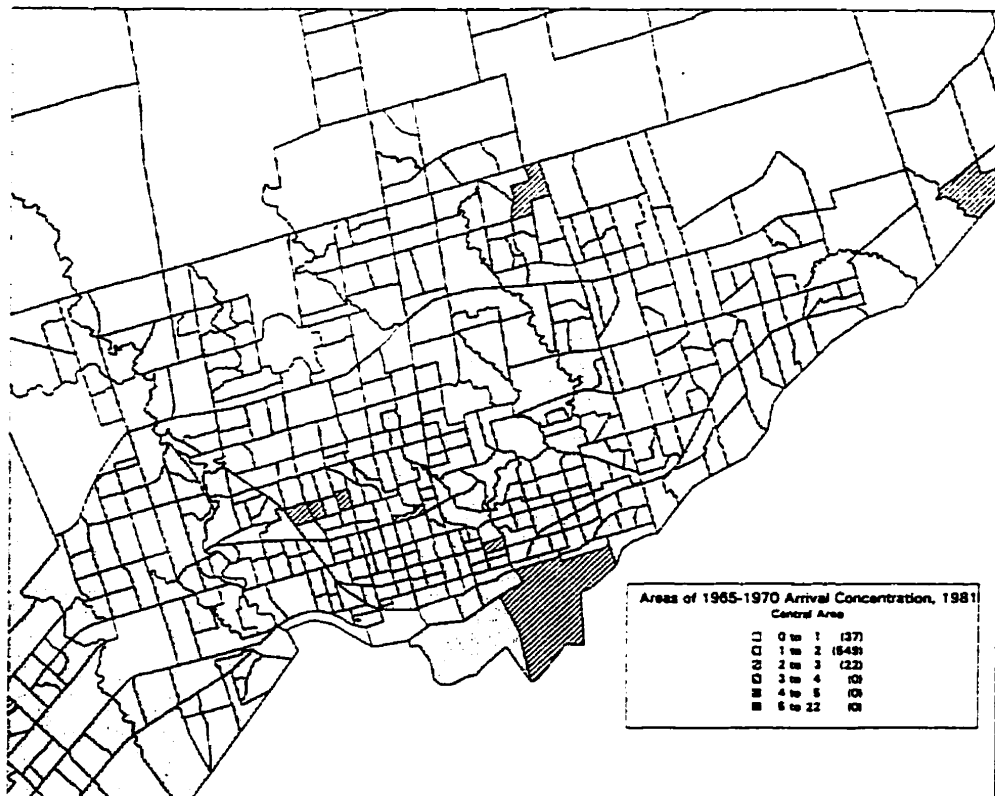 Areas of 1965-1970 Arrival Concentration, 1981
Central Area
0 to 1 (37)
1 to 2 (549)
2 to 3 (22)
3 to 4 (0)
4 to 5 (0)
5 to 22 (0)